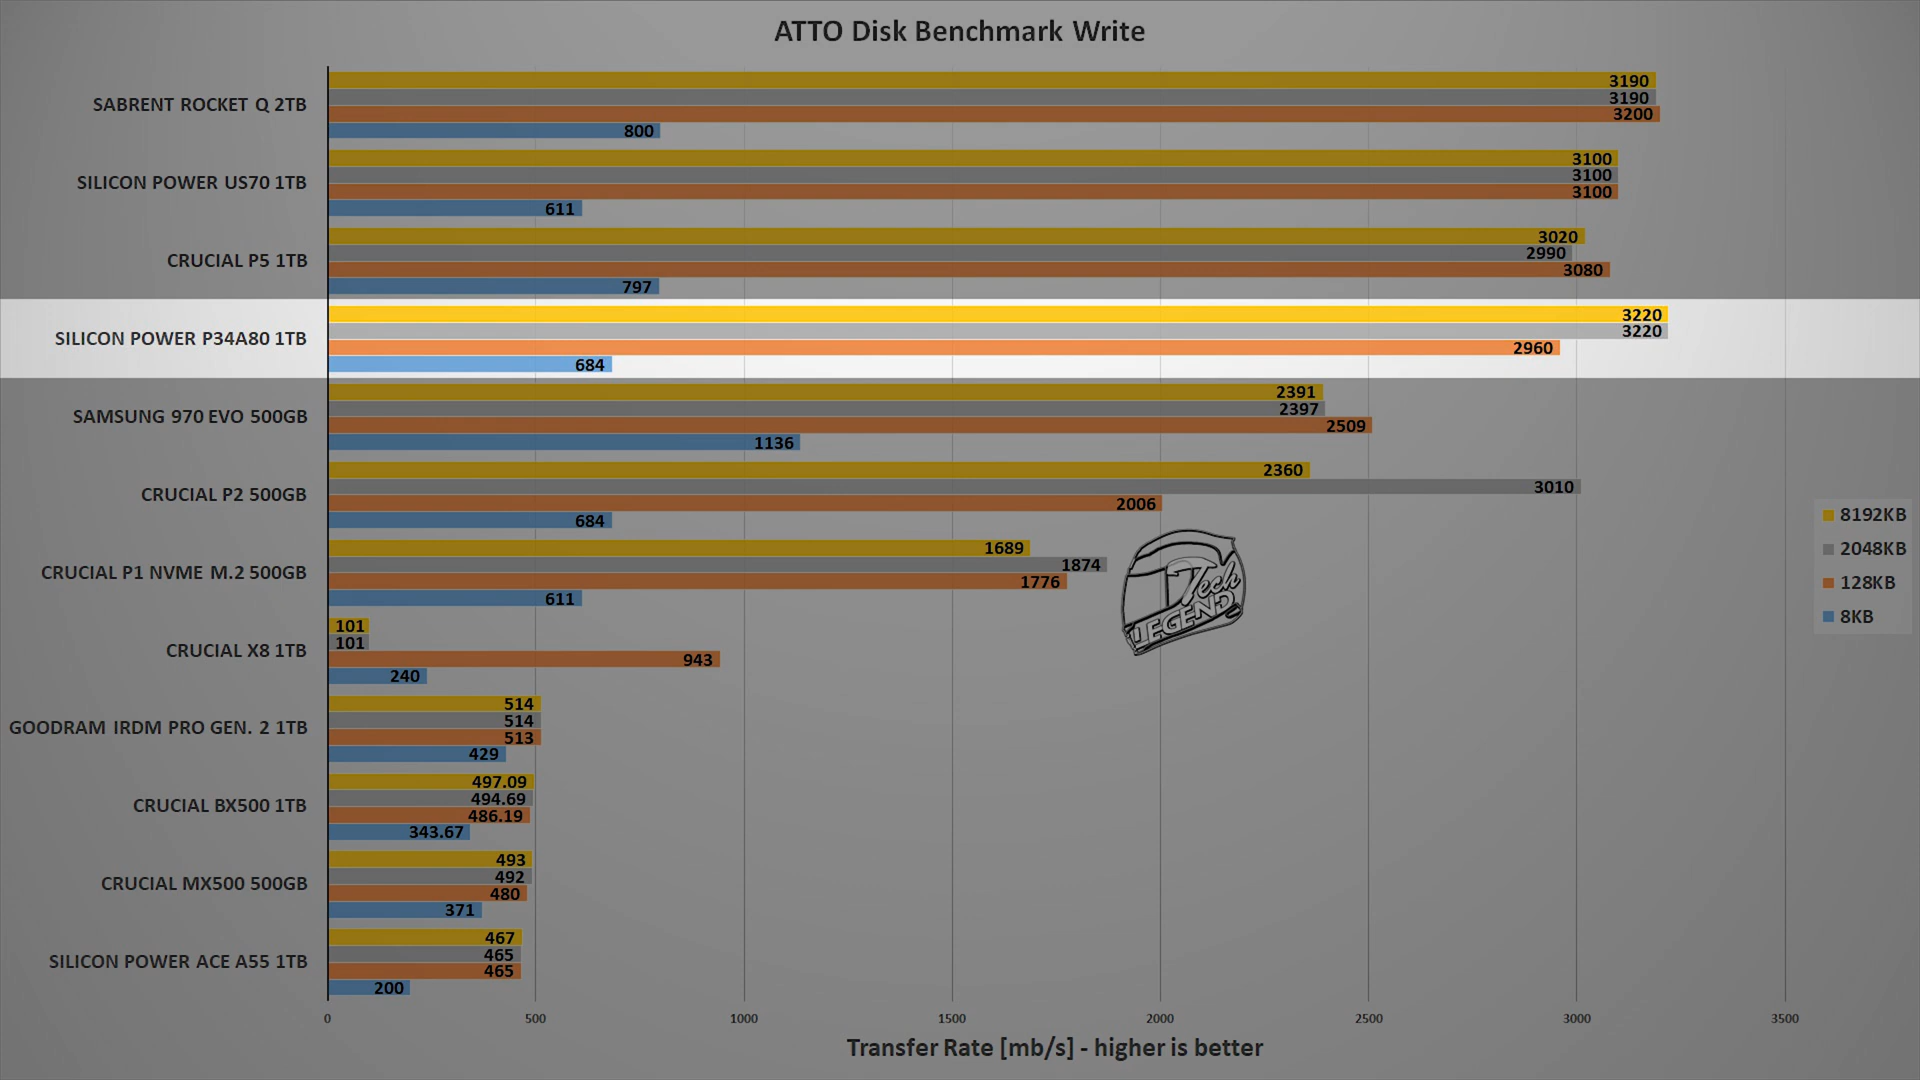 ATTO Disk Benchmark Write
SABRENT ROCKET Q 2TB
3190
3190
3200
800
SILICON POWER US70 1TB
3100
3100
3100
611
CRUCIAL P5 1TB
3020
2990
3080
797
SILICON POWER P34A80 1TB
3220
3220
2960
684
SAMSUNG 970 EVO 500GB
2391
2397
2509
1136
CRUCIAL P2 500GB
2360
3010
2006
684
CRUCIAL P1 NVME M.2 500GB
1689
1874
1776
611
CRUCIAL X8 1TB
101
101
943
240
GOODRAM IRDM PRO GEN. 2 1TB
514
514
513
429
CRUCIAL BX500 1TB
497.09
494.69
486.19
343.67
CRUCIAL MX500 500GB
493
492
480
371
SILICON POWER ACE A55 1TB
467
465
465
200
8192KB
2048KB
128KB
8KB
Tech
LEGEND
0 500 1000 1500 2000 2500 3000 3500
Transfer Rate [mb/s] - higher is better